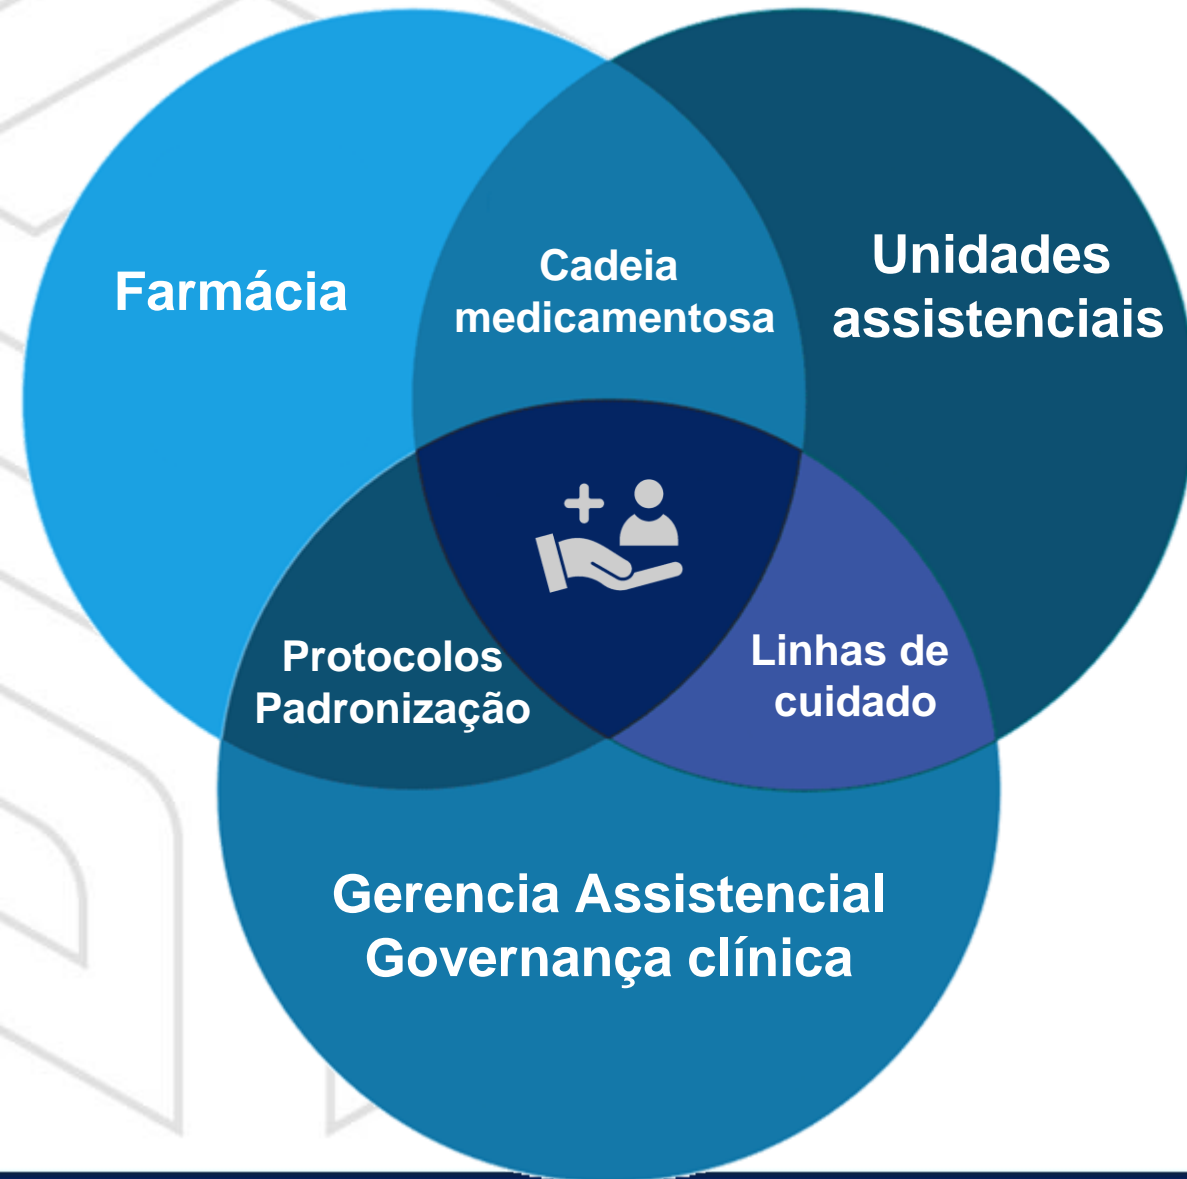 Farmácia
Cadeia
medicamentosa
Unidades
assistenciais
Protocolos
Padronização
Linhas de
cuidado
Gerencia Assistencial
Governança clínica